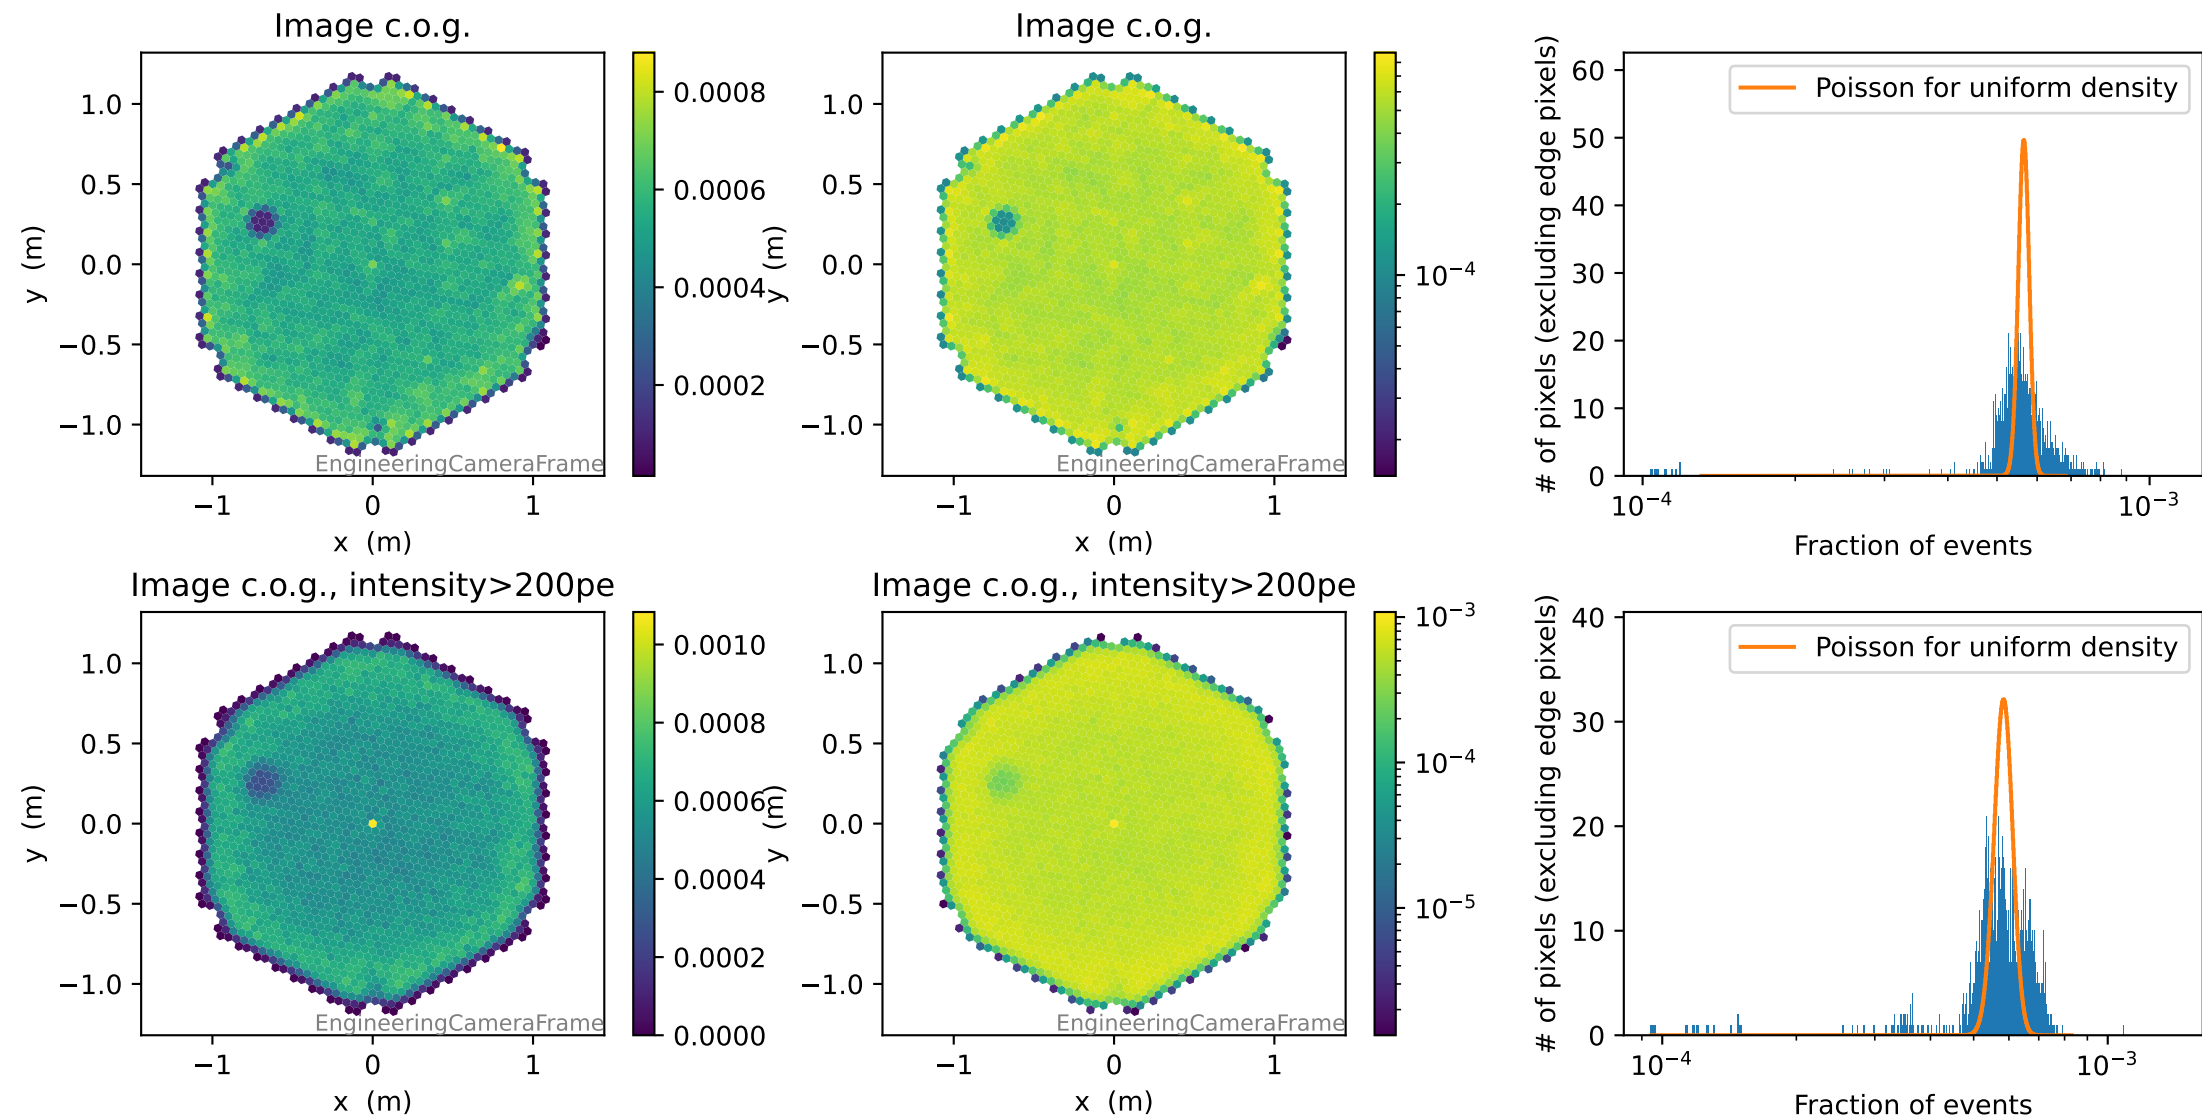 Image c.o.g.
1.0
0.5
0.0
−0.5
−1.0
y (m)
−1
0
1
x (m)
EngineeringCameraFrame
0.0008
0.0006
0.0004
0.0002
Image c.o.g.
1.0
0.5
0.0
−0.5
−1.0
y (m)
−1
0
1
x (m)
EngineeringCameraFrame
10⁻⁴
60
50
40
30
20
10
0
# of pixels (excluding edge pixels)
Poisson for uniform density
10⁻⁴
10⁻³
Fraction of events
Image c.o.g., intensity>200pe
1.0
0.5
0.0
−0.5
−1.0
y (m)
−1
0
1
x (m)
EngineeringCameraFrame
0.0010
0.0008
0.0006
0.0004
0.0002
0.0000
Image c.o.g., intensity>200pe
1.0
0.5
0.0
−0.5
−1.0
y (m)
−1
0
1
x (m)
EngineeringCameraFrame
10⁻³
10⁻⁴
10⁻⁵
40
30
20
10
0
# of pixels (excluding edge pixels)
Poisson for uniform density
10⁻⁴
10⁻³
Fraction of events